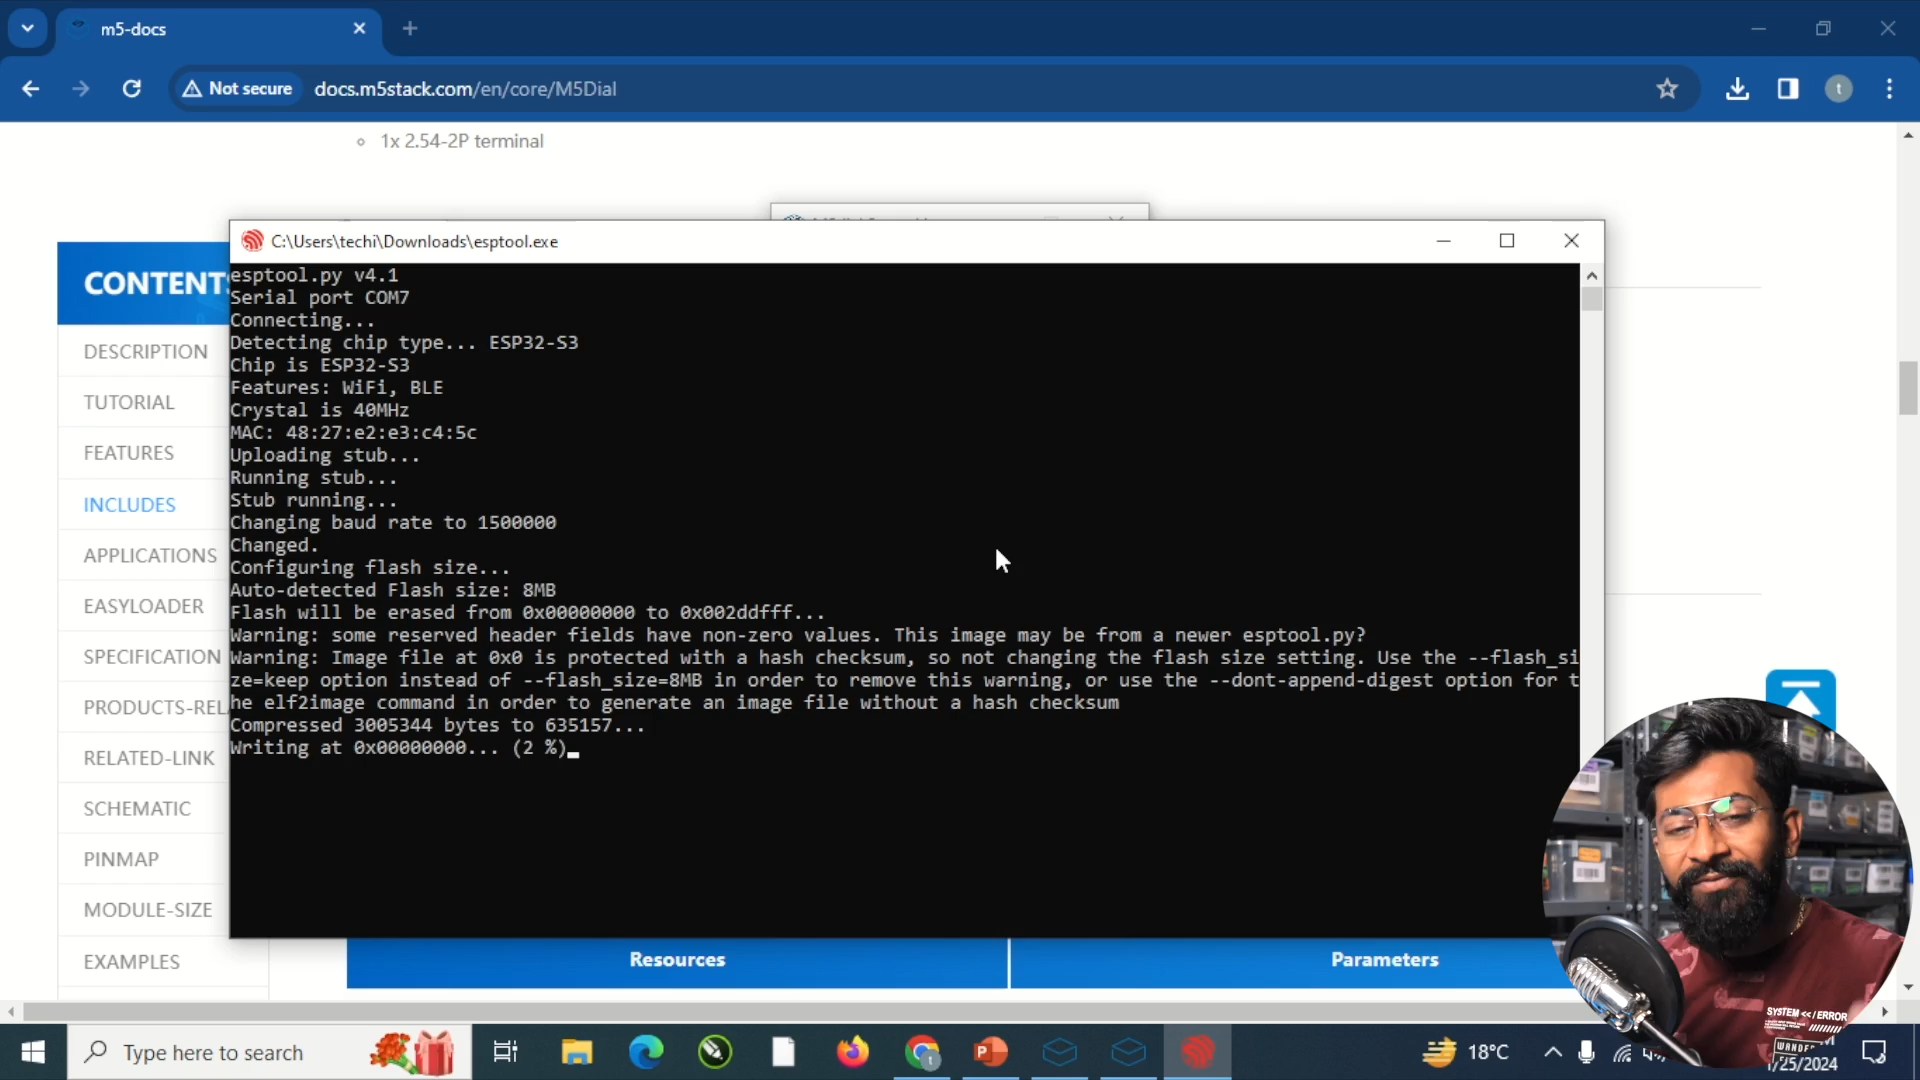 m5-docs
Not secure
docs.m5stack.com/en/core/M5Dial
t
1x 2.54-2P terminal
C:\Users\techi\Downloads\esptool.exe
CONTENTS
DESCRIPTION
TUTORIAL
FEATURES
INCLUDES
APPLICATIONS
EASYLOADER
SPECIFICATION
PRODUCTS-REL
RELATED-LINK
SCHEMATIC
PINMAP
MODULE-SIZE
EXAMPLES
esptool.py v4.1
Serial port COM7
Connecting...
Detecting chip type... ESP32-S3
Chip is ESP32-S3
Features: WiFi, BLE
Crystal is 40MHz
MAC: 48:27:e2:e3:c4:5c
Uploading stub...
Running stub...
Stub running...
Changing baud rate to 1500000
Changed.
Configuring flash size...
Auto-detected Flash size: 8MB
Flash will be erased from 0x00000000 to 0x002ddfff...
Warning: some reserved header fields have non-zero values. This image may be from a newer esptool.py?
Warning: Image file at 0x0 is protected with a hash checksum, so not changing the flash size setting. Use the --flash_si
ze=keep option instead of --flash_size=8MB in order to remove this warning, or use the --dont-append-digest option for t
he elf2image command in order to generate an image file without a hash checksum
Compressed 3005344 bytes to 635157...
Writing at 0x00000000... (2 %)
Resources
Parameters
SYSTEM <</ERROR
Type here to search
t
18°C
/25/2024